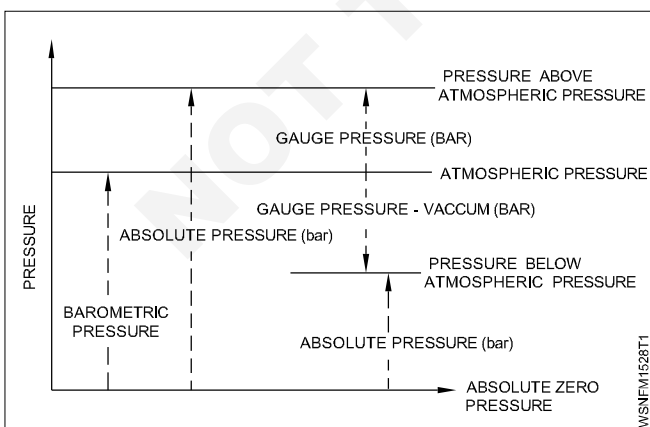 NOT T
PRESSURE ABOVE
ATMOSPHERIC PRESSURE
GAUGE PRESSURE (BAR)
ATMOSPHERIC PRESSURE
GAUGE PRESSURE - VACCUM (BAR)
ABSOLUTE PRESSURE (bar)
PRESSURE BELOW
ATMOSPHERIC PRESSURE
PRESSURE
BAROMETRIC
PRESSURE
ABSOLUTE PRESSURE (bar)
ABSOLUTE ZERO
PRESSURE
WSNFM1528T1